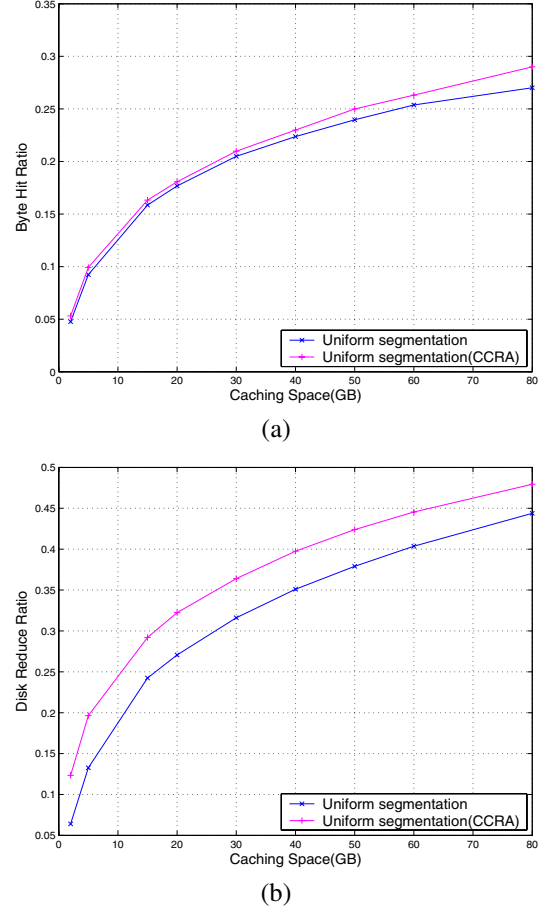 0.35
0.3
0.25
0.2
0.15
0.1
0.05
0
Byte Hit Ratio
Uniform segmentation
Uniform segmentation(CCRA)
0 10 20 30 40 50 60 70 80
Caching Space(GB)
(a)
0.5
0.45
0.4
0.35
0.3
0.25
0.2
0.15
0.1
0.05
Disk Reduce Ratio
Uniform segmentation
Uniform segmentation(CCRA)
0 10 20 30 40 50 60 70 80
Caching Space(GB)
(b)